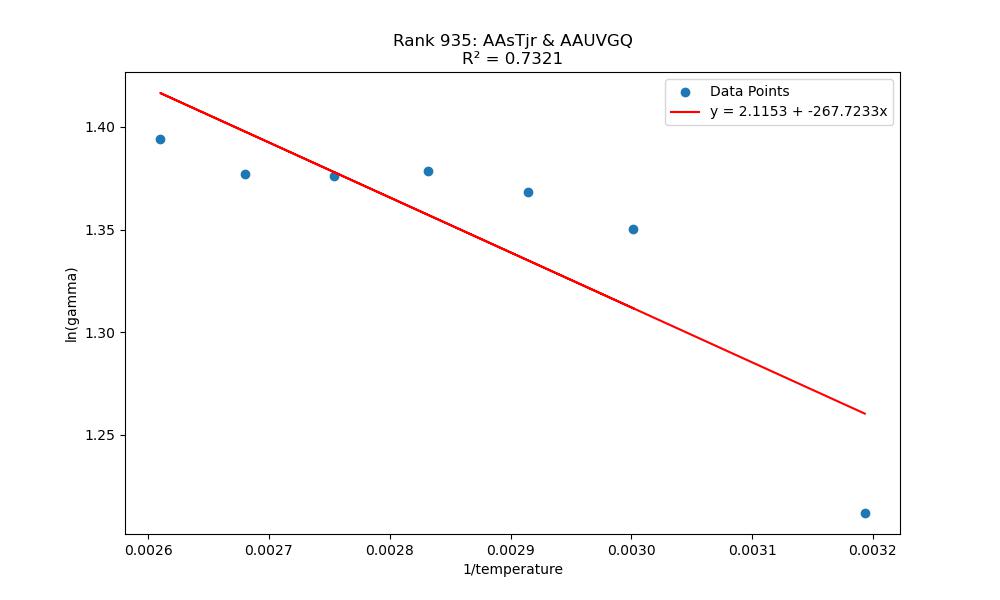 Rank 935: AAsTjr & AAUVGQ
R² = 0.7321
Data Points
y = 2.1153 + -267.7233x
1.40
1.35
1.30
1.25
ln(gamma)
0.0026 0.0027 0.0028 0.0029 0.0030 0.0031 0.0032
1/temperature